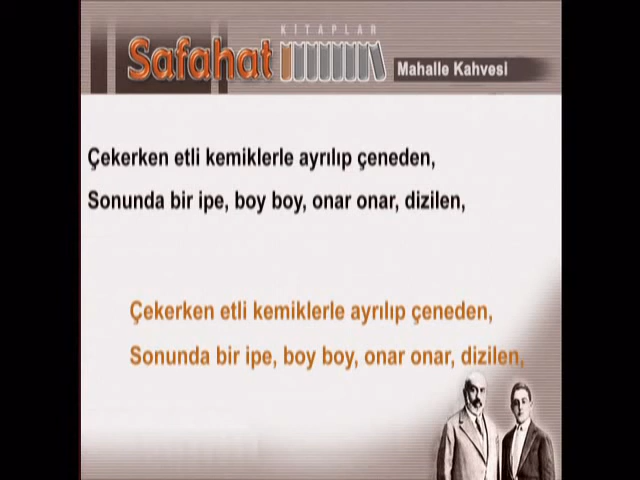 KİTAPLAR
Safahat
Mahalle Kahvesi
Çekerken etli kemiklerle ayrılıp çeneden,
Sonunda bir ipe, boy boy, onar onar, dizilen,
Çekerken etli kemiklerle ayrılıp çeneden,
Sonunda bir ipe, boy boy, onar onar, dizilen,